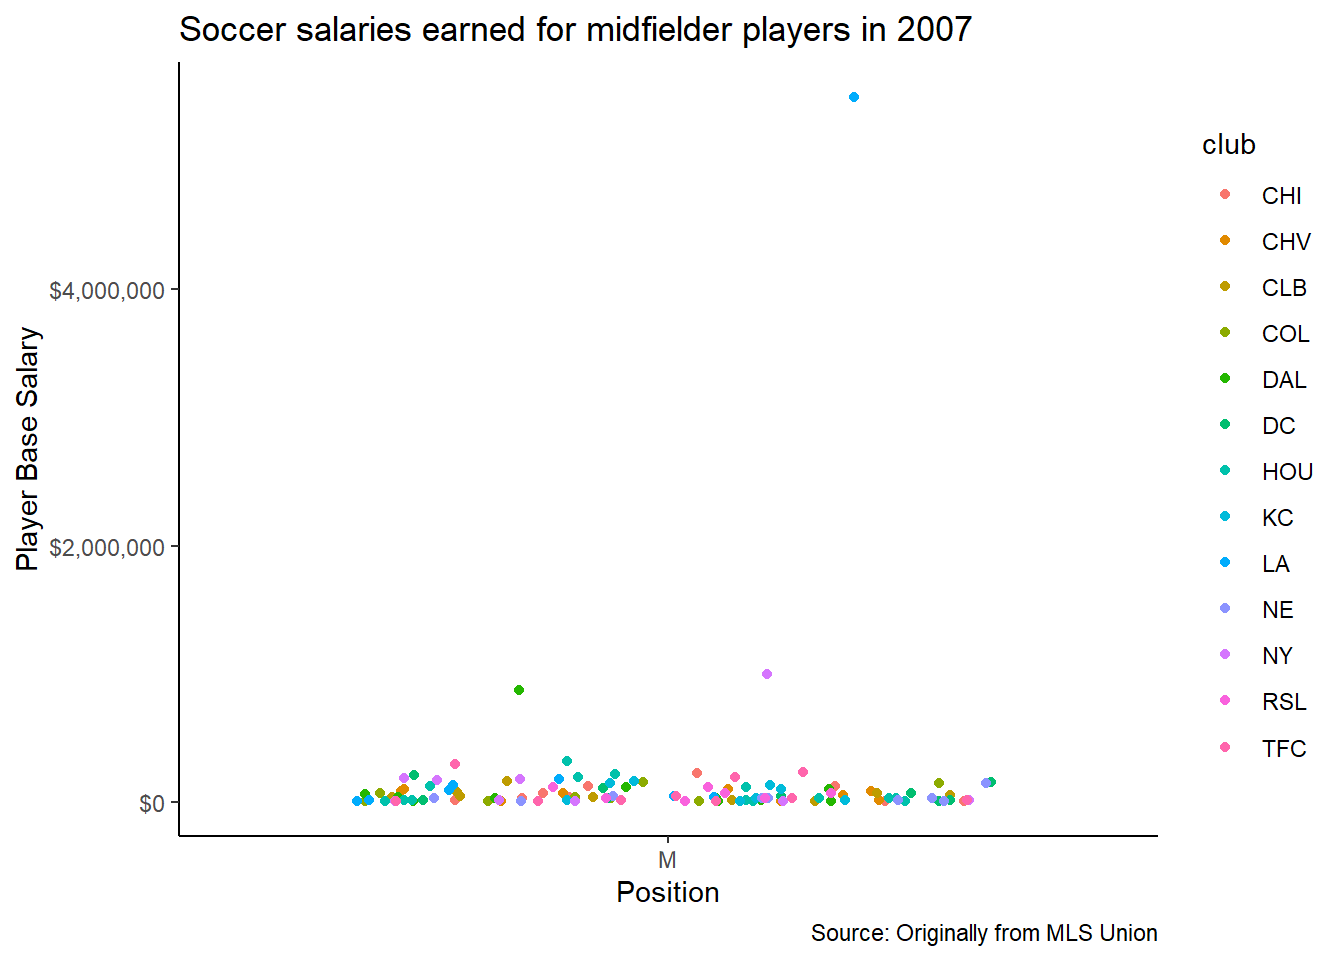 Soccer salaries earned for midfielder players in 2007
Player Base Salary
$4,000,000
$2,000,000
$0
M
Position
Source: Originally from MLS Union
club
CHI
CHV
CLB
COL
DAL
DC
HOU
KC
LA
NE
NY
RSL
TFC